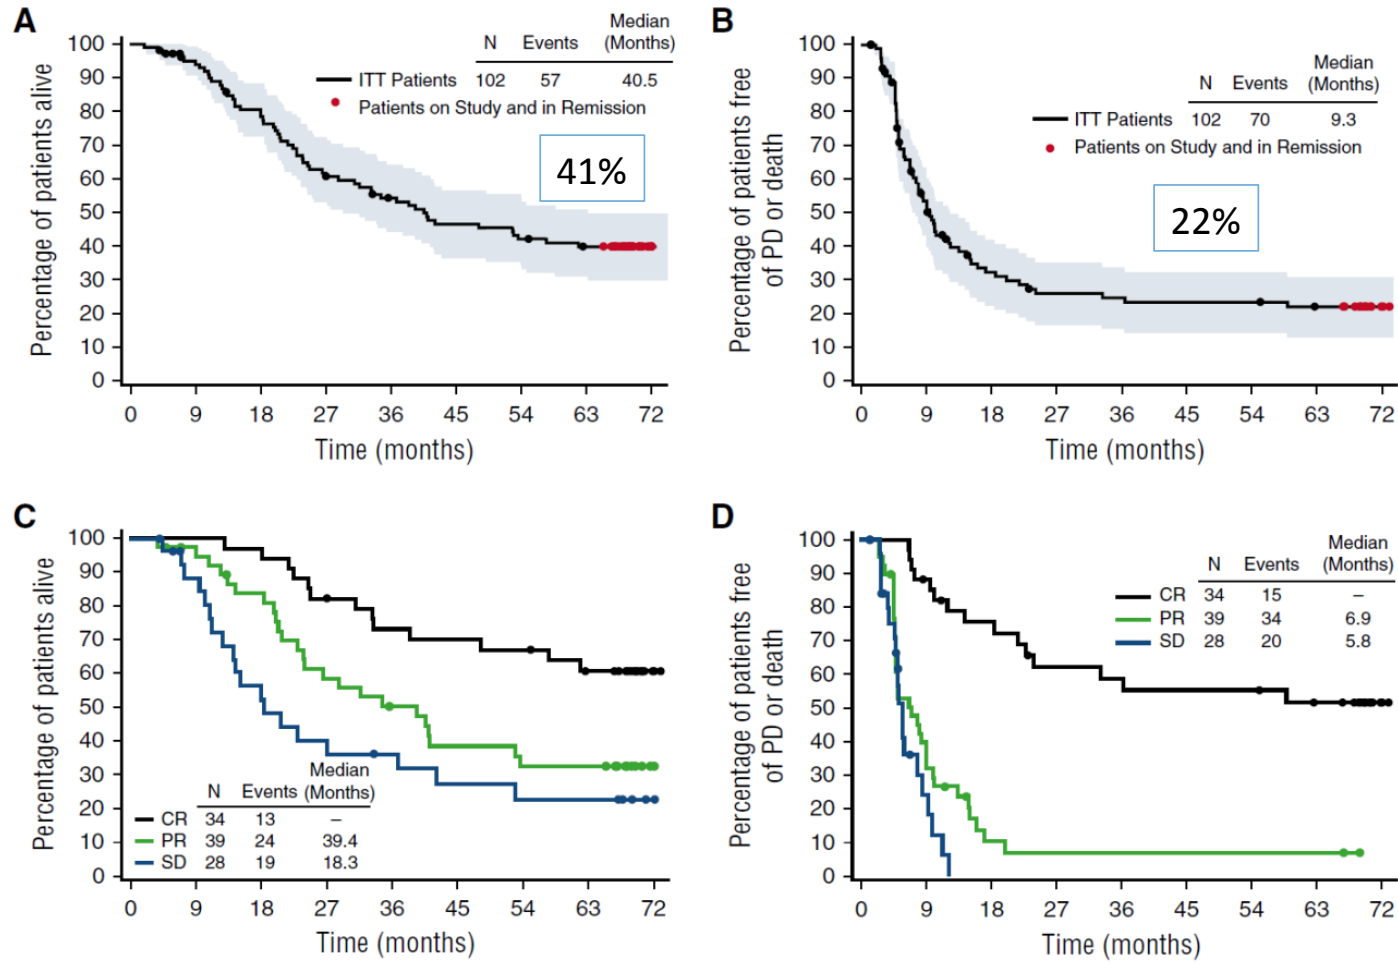 A
Median
N Events (Months)
ITT Patients 102 57 40.5
Patients on Study and in Remission
41%
Percentage of patients alive
100
90
80
70
60
50
40
30
20
10
0
0 9 18 27 36 45 54 63 72
Time (months)
B
Median
N Events (Months)
ITT Patients 102 70 9.3
Patients on Study and in Remission
22%
Percentage of patients free
of PD or death
100
90
80
70
60
50
40
30
20
10
0
0 9 18 27 36 45 54 63 72
Time (months)
C
Percentage of patients alive
100
90
80
70
60
50
40
30
20
10
0
Median
N Events (Months)
CR 34 13 –
PR 39 24 39.4
SD 28 19 18.3
0 9 18 27 36 45 54 63 72
Time (months)
D
Median
N Events (Months)
CR 34 15 –
PR 39 34 6.9
SD 28 20 5.8
Percentage of patients free
of PD or death
100
90
80
70
60
50
40
30
20
10
0
0 9 18 27 36 45 54 63 72
Time (months)